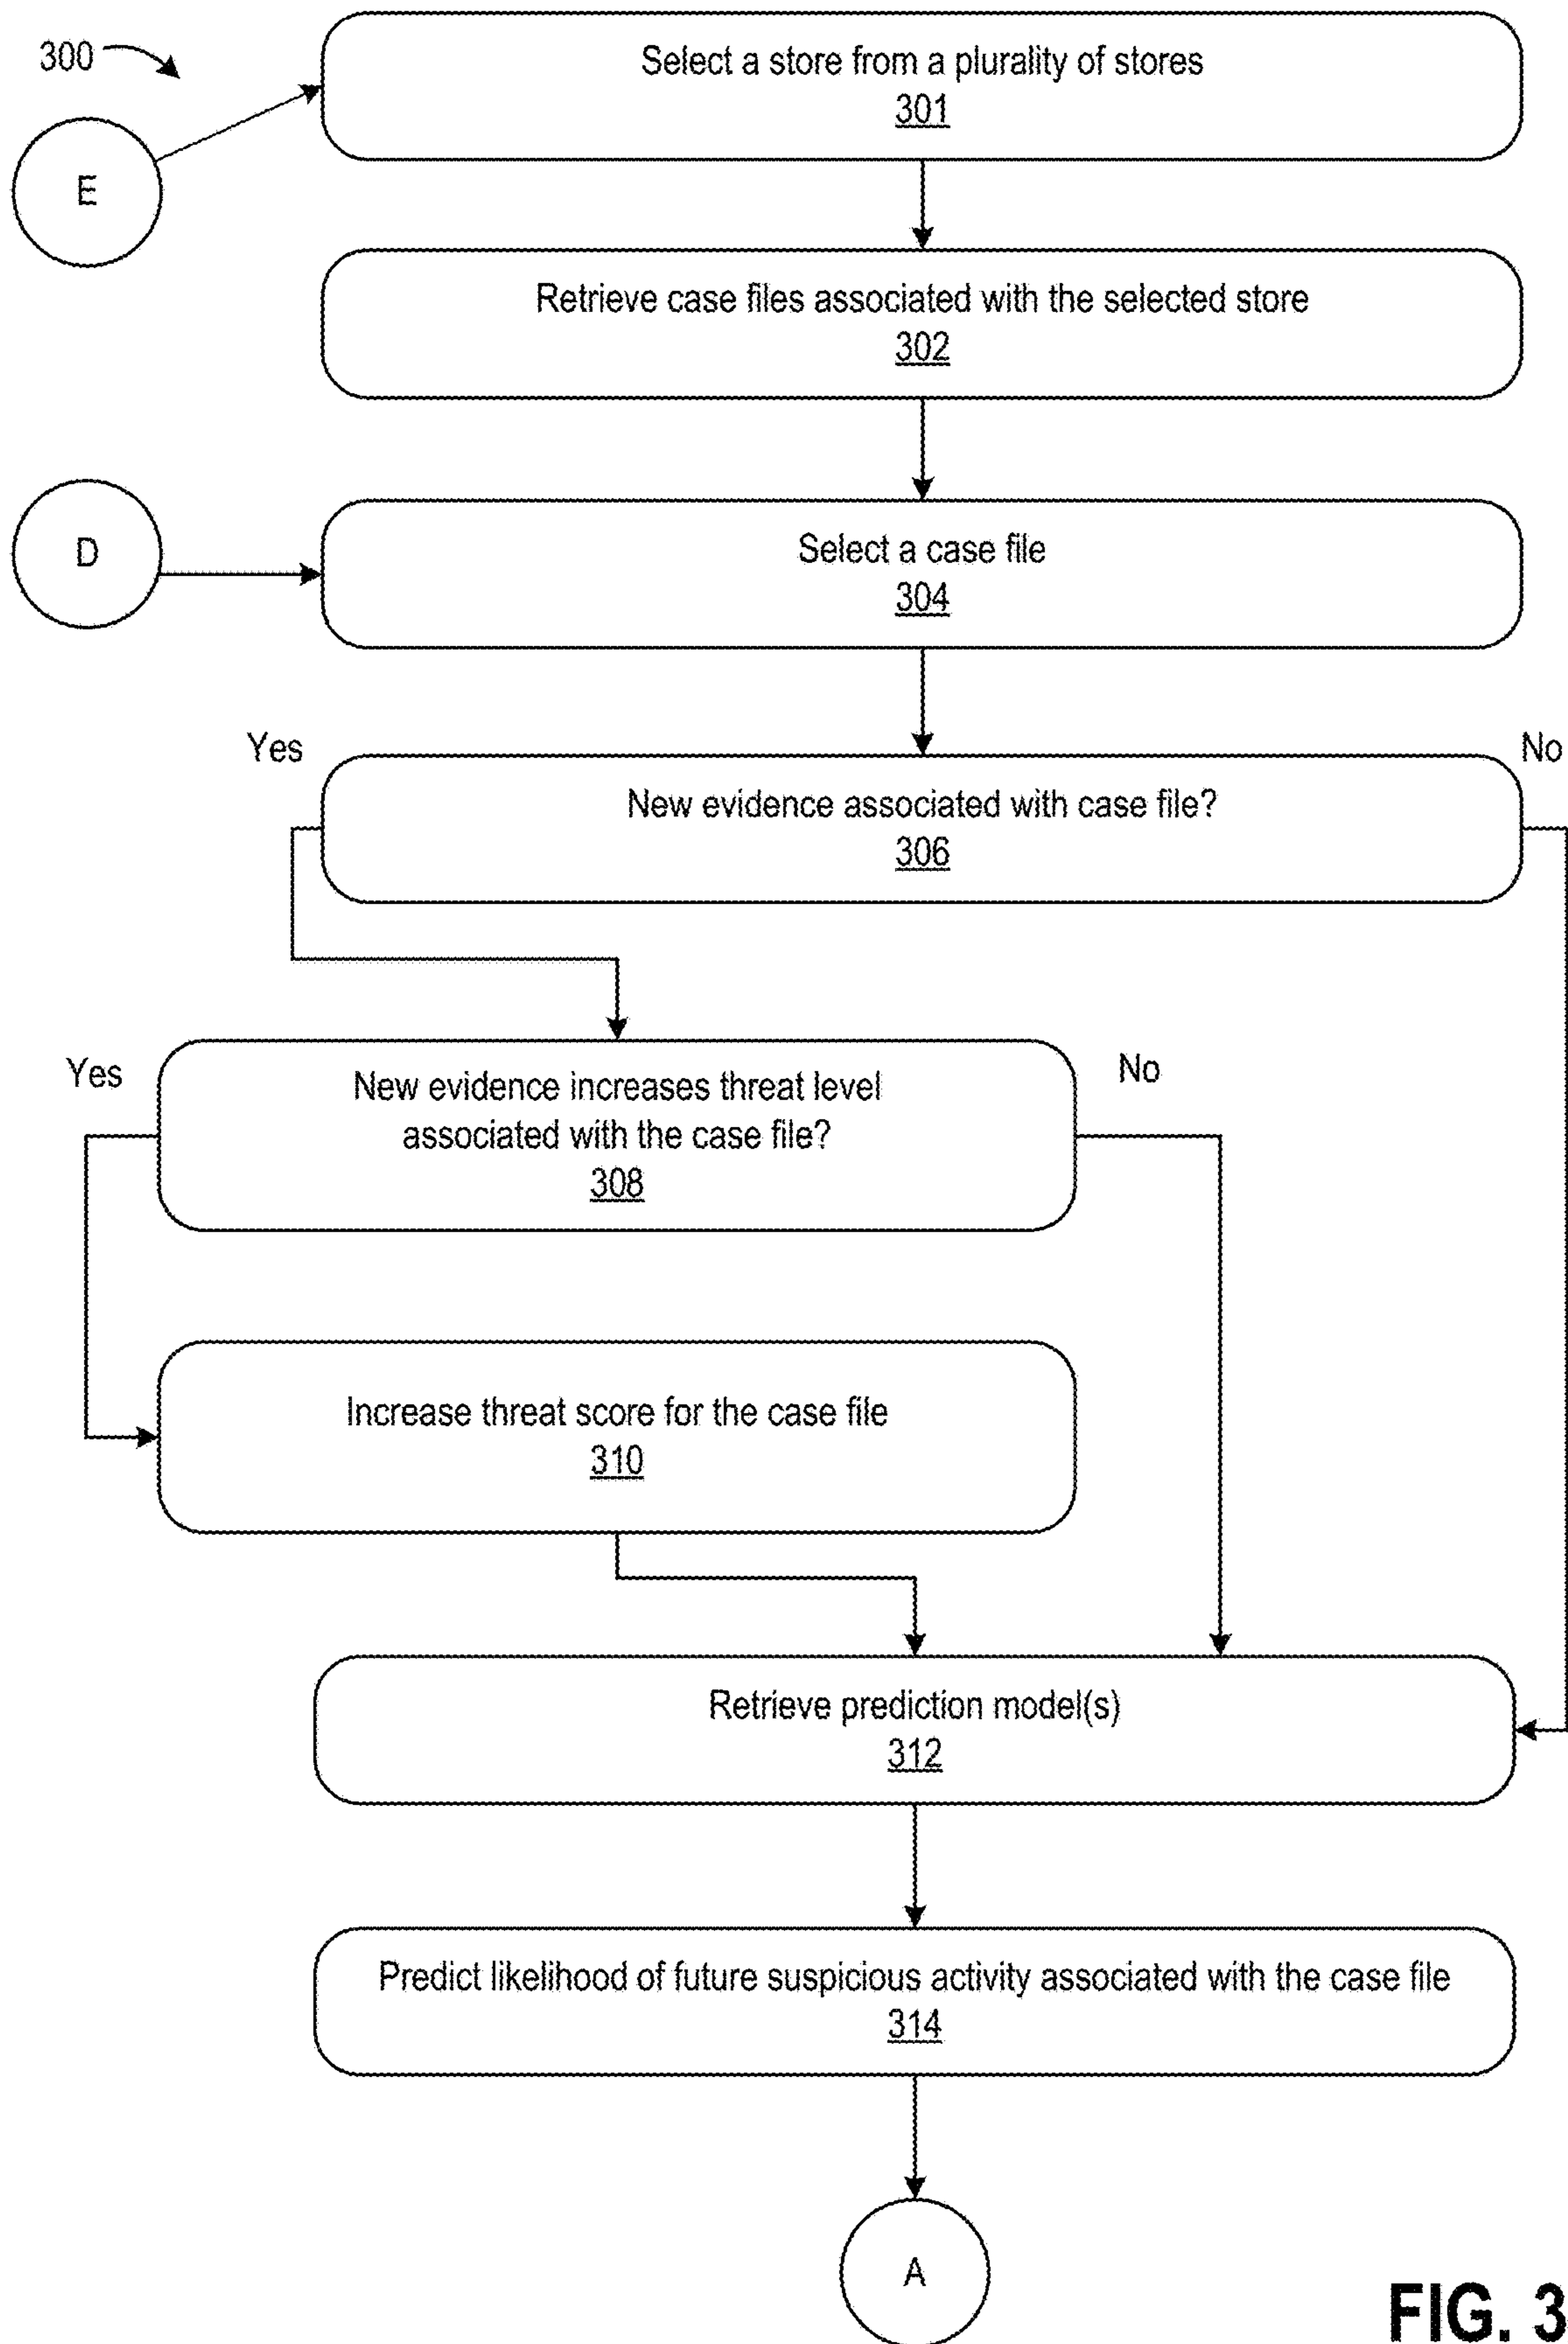 300
Select a store from a plurality of stores
301
E
Retrieve case files associated with the selected store
302
D
Select a case file
304
Yes
No
New evidence associated with case file?
306
Yes
No
New evidence increases threat level
associated with the case file?
308
Increase threat score for the case file
310
Retrieve prediction model(s)
312
Predict likelihood of future suspicious activity associated with the case file
314
A
FIG. 3